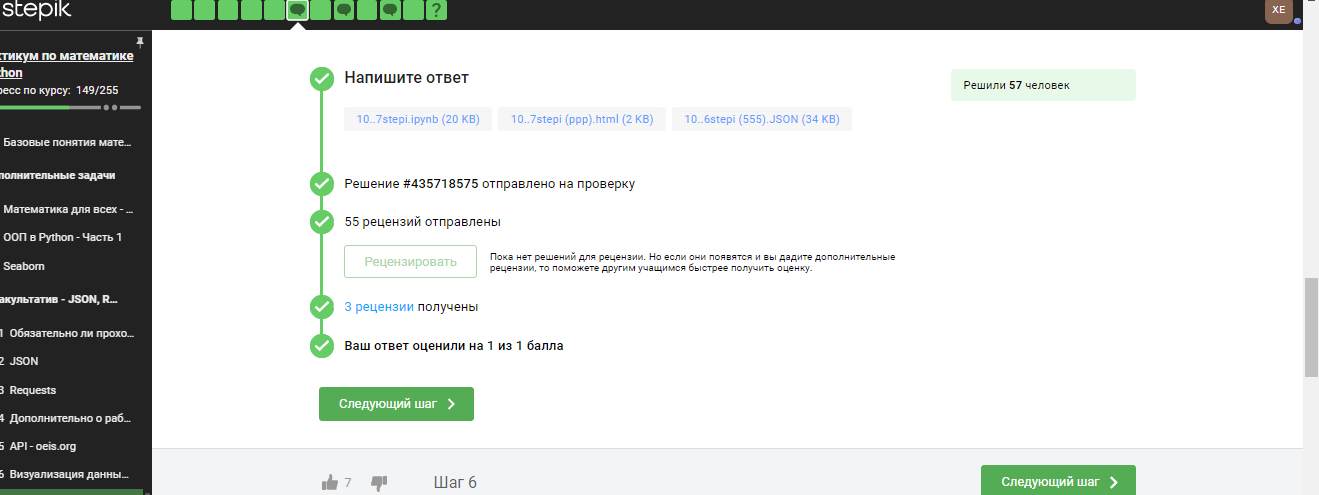 stepik
?
XE
ктикум по математике
thon
ресс по курсу: 149/255
Базовые понятия мате...
полнительные задачи
Математика для всех - ...
ООП в Python - Часть 1
Seaborn
акультатив - JSON, R...
1 Обязательно ли прохо...
2 JSON
3 Requests
4 Дополнительно о раб...
5 API - oeis.org
6 Визуализация данны...
Напишите ответ
Решили 57 человек
10..7stepi.ipynb (20 KB)
10..7stepi (ppp).html (2 KB)
10..6stepi (555).JSON (34 KB)
Решение #435718575 отправлено на проверку
55 рецензий отправлены
Рецензировать
Пока нет решений для рецензии. Но если они появятся и вы дадите дополнительные
рецензии, то поможете другим учащимся быстрее получить оценку.
3 рецензии получены
Ваш ответ оценили на 1 из 1 балла
Следующий шаг
7
Шаг 6
Следующий шаг